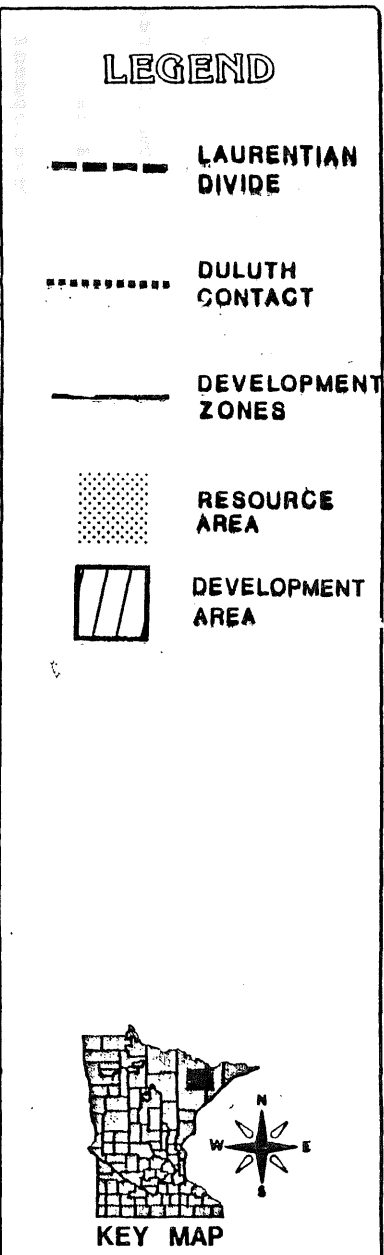 LEGEND
LAURENTIAN
DIVIDE
DULUTH
CONTACT
DEVELOPMENT
ZONES
RESOURCE
AREA
DEVELOPMENT
AREA
N
W E
S
KEY MAP